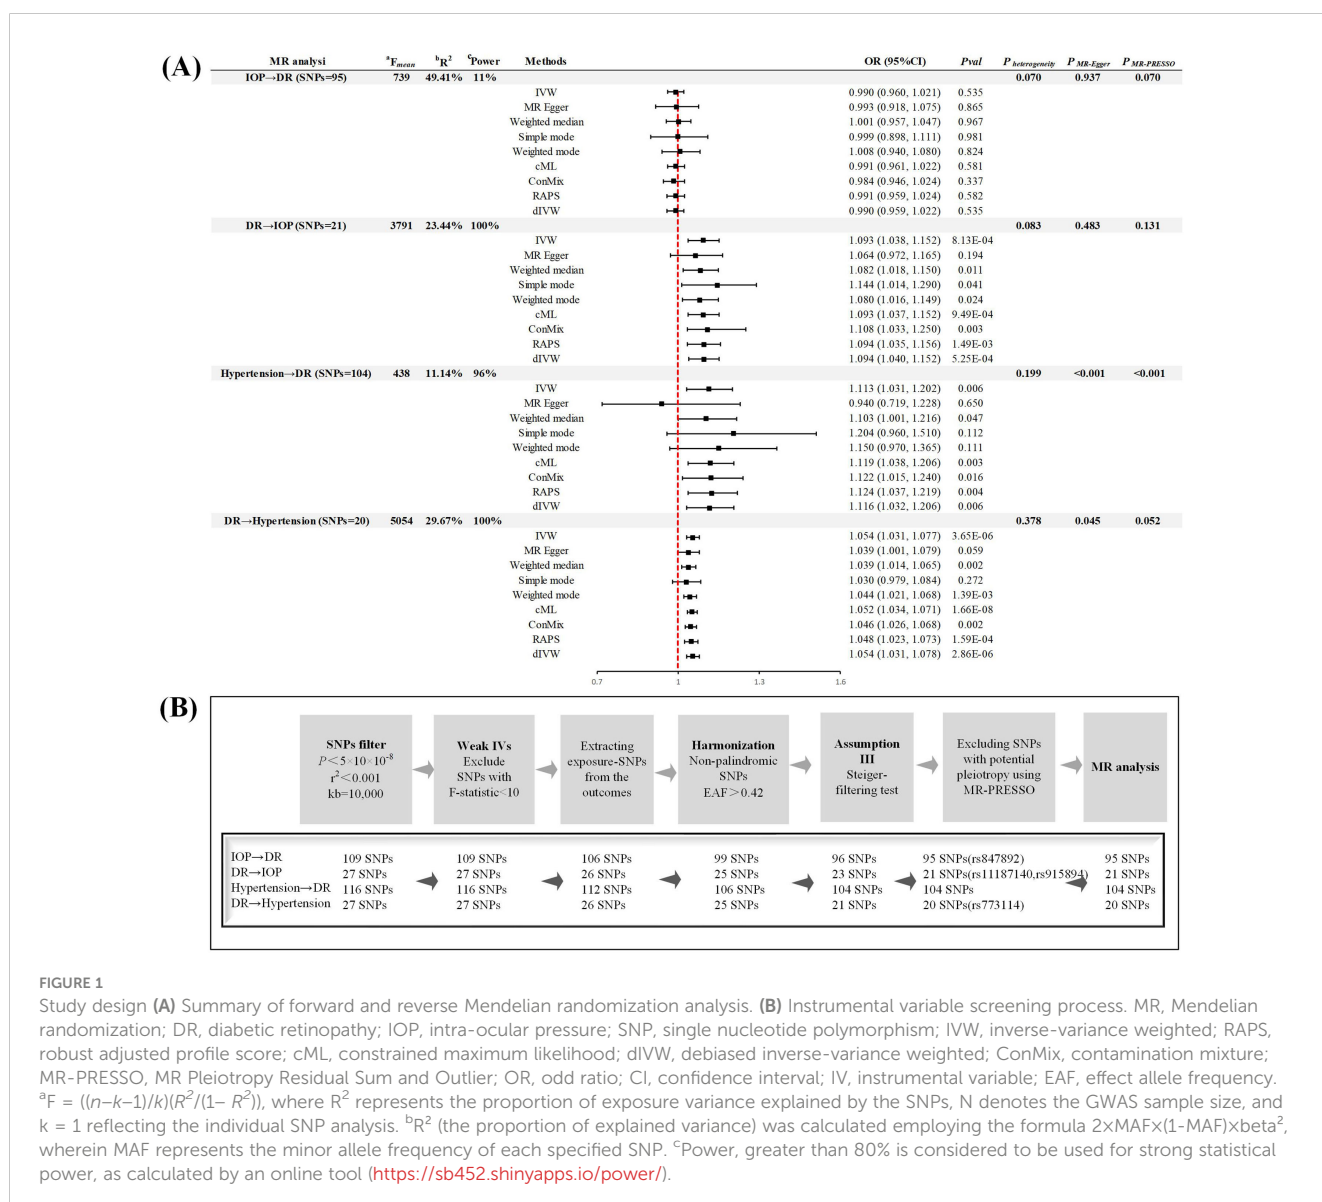 (A)
MR analysi aFmean bR2 cPower Methods OR (95%CI) Pval P heterogeneity P MR-Egger P MR-PRESSO
IOP→DR (SNPs=95) 739 49.41% 11% 0.070 0.937 0.070
IVW 0.990 (0.960, 1.021) 0.535
MR Egger 0.993 (0.918, 1.075) 0.865
Weighted median 1.001 (0.957, 1.047) 0.967
Simple mode 0.999 (0.898, 1.111) 0.981
Weighted mode 1.008 (0.940, 1.080) 0.824
cML 0.991 (0.961, 1.022) 0.581
ConMix 0.984 (0.946, 1.024) 0.337
RAPS 0.991 (0.959, 1.024) 0.582
dIVW 0.990 (0.959, 1.022) 0.535
DR→IOP (SNPs=21) 3791 23.44% 100% 0.083 0.483 0.131
IVW 1.093 (1.038, 1.152) 8.13E-04
MR Egger 1.064 (0.972, 1.165) 0.194
Weighted median 1.082 (1.018, 1.150) 0.011
Simple mode 1.144 (1.014, 1.290) 0.041
Weighted mode 1.080 (1.016, 1.149) 0.024
cML 1.093 (1.037, 1.152) 9.49E-04
ConMix 1.108 (1.033, 1.250) 0.003
RAPS 1.094 (1.035, 1.156) 1.49E-03
dIVW 1.094 (1.040, 1.152) 5.25E-04
Hypertension→DR (SNPs=104) 438 11.14% 96% 0.199 <0.001 <0.001
IVW 1.113 (1.031, 1.202) 0.006
MR Egger 0.940 (0.719, 1.228) 0.650
Weighted median 1.103 (1.001, 1.216) 0.047
Simple mode 1.204 (0.960, 1.510) 0.112
Weighted mode 1.150 (0.970, 1.365) 0.111
cML 1.119 (1.038, 1.206) 0.003
ConMix 1.122 (1.015, 1.240) 0.016
RAPS 1.124 (1.037, 1.219) 0.004
dIVW 1.116 (1.032, 1.206) 0.006
DR→Hypertension (SNPs=20) 5054 29.67% 100% 0.378 0.045 0.052
IVW 1.054 (1.031, 1.077) 3.65E-06
MR Egger 1.039 (1.001, 1.079) 0.059
Weighted median 1.039 (1.014, 1.065) 0.002
Simple mode 1.030 (0.979, 1.084) 0.272
Weighted mode 1.044 (1.021, 1.068) 1.39E-03
cML 1.052 (1.034, 1.071) 1.66E-08
ConMix 1.046 (1.026, 1.068) 0.002
RAPS 1.048 (1.023, 1.073) 1.59E-04
dIVW 1.054 (1.031, 1.078) 2.86E-06
0.7 1 1.3 1.6
(B)
SNPs filter
P<5×10×10-8
r2<0.001
kb=10,000
Weak IVs
Exclude
SNPs with
F-statistic<10
Extracting
exposure-SNPs
from the
outcomes
Harmonization
Non-palindromic
SNPs
EAF>0.42
Assumption
III
Steiger-
filtering test
Excluding SNPs
with potential
pleiotropy using
MR-PRESSO
MR analysis
IOP→DR 109 SNPs 109 SNPs 106 SNPs 99 SNPs 96 SNPs 95 SNPs(rs847892) 95 SNPs
DR→IOP 27 SNPs 27 SNPs 26 SNPs 25 SNPs 23 SNPs 21 SNPs(rs11187140,rs915894) 21 SNPs
Hypertension→DR 116 SNPs 116 SNPs 112 SNPs 106 SNPs 104 SNPs 104 SNPs 104 SNPs
DR→Hypertension 27 SNPs 27 SNPs 26 SNPs 25 SNPs 21 SNPs 20 SNPs(rs773114) 20 SNPs
FIGURE 1
Study design (A) Summary of forward and reverse Mendelian randomization analysis. (B) Instrumental variable screening process. MR, Mendelian
randomization; DR, diabetic retinopathy; IOP, intra-ocular pressure; SNP, single nucleotide polymorphism; IVW, inverse-variance weighted; RAPS,
robust adjusted profile score; cML, constrained maximum likelihood; dIVW, debiased inverse-variance weighted; ConMix, contamination mixture;
MR-PRESSO, MR Pleiotropy Residual Sum and Outlier; OR, odd ratio; CI, confidence interval; IV, instrumental variable; EAF, effect allele frequency.
aF = ((n–k–1)/k)(R2/(1– R2)), where R2 represents the proportion of exposure variance explained by the SNPs, N denotes the GWAS sample size, and
k = 1 reflecting the individual SNP analysis. bR² (the proportion of explained variance) was calculated employing the formula 2×MAF×(1-MAF)×beta²,
wherein MAF represents the minor allele frequency of each specified SNP. cPower, greater than 80% is considered to be used for strong statistical
power, as calculated by an online tool (https://sb452.shinyapps.io/power/).